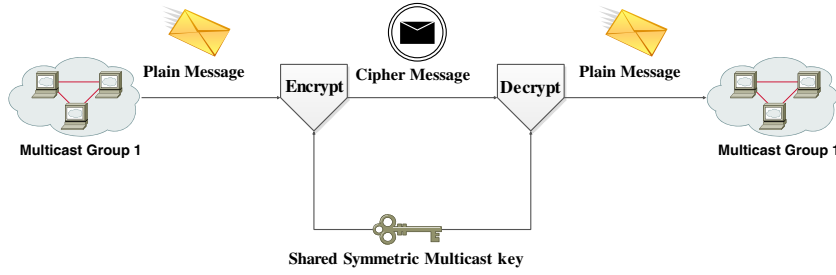 Plain Message
Encrypt
Cipher Message
Decrypt
Plain Message
Multicast Group 1
Multicast Group 1
Shared Symmetric Multicast key